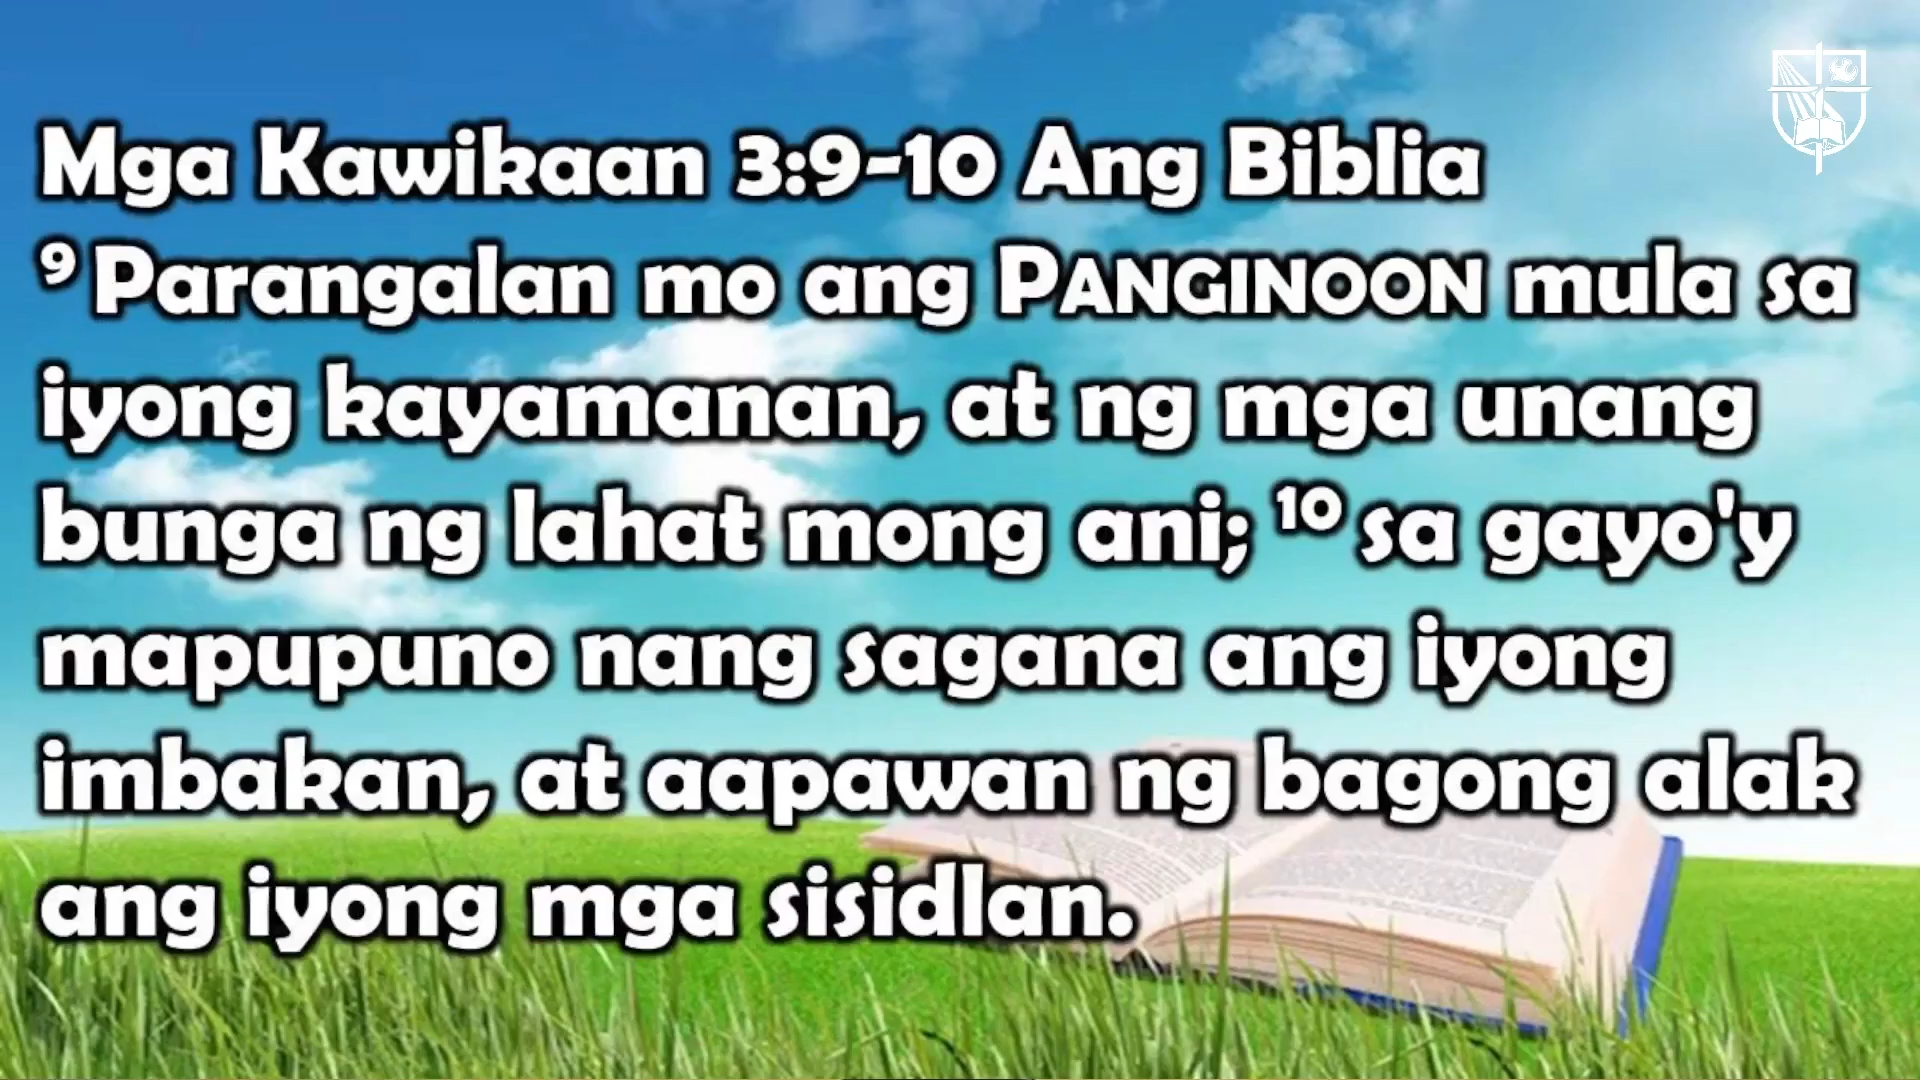 Mga Kawikaan 3:9-10 Ang Biblia
⁹ Parangalan mo ang PANGINOON mula sa
iyong kayamanan, at ng mga unang
bunga ng lahat mong ani; ¹⁰ sa gayo'y
mapupuno nang sagana ang iyong
imbakan, at aapawan ng bagong alak
ang iyong mga sisidlan.